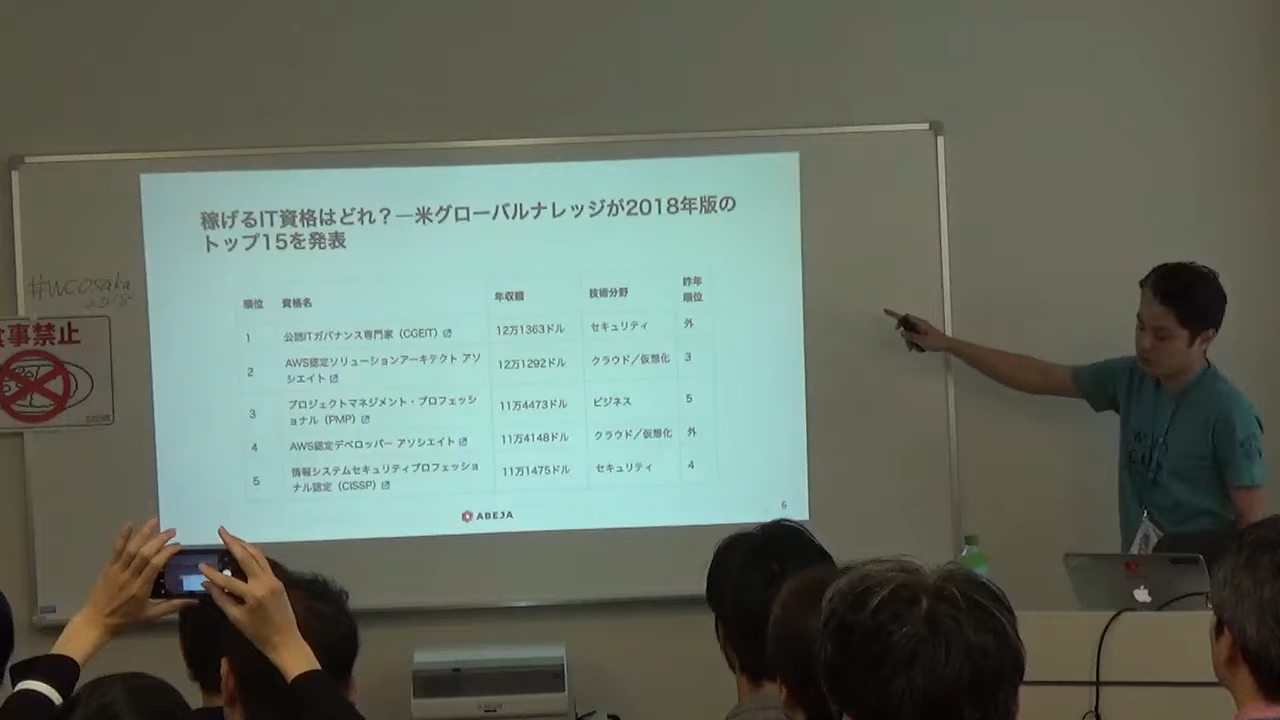 稼げるIT資格はどれ?—米グローバルナレッジが2018年版の
トップ15を発表
順位 資格名 年収額 技術分野 昨年
順位
1 公認ITガバナンス専門家（CGEIT） 12万1363ドル セキュリティ 外
2 AWS認定ソリューションアーキテクト アソ
シエイト 12万1292ドル クラウド／仮想化 3
3 プロジェクトマネジメント・プロフェッシ
ョナル（PMP） 11万4473ドル ビジネス 5
4 AWS認定デベロッパー アソシエイト 11万4148ドル クラウド／仮想化 外
5 情報システムセキュリティプロフェッショ
ナル認定（CISSP） 11万1475ドル セキュリティ 4
ABEJA
6
#WCOsaka
食事禁止